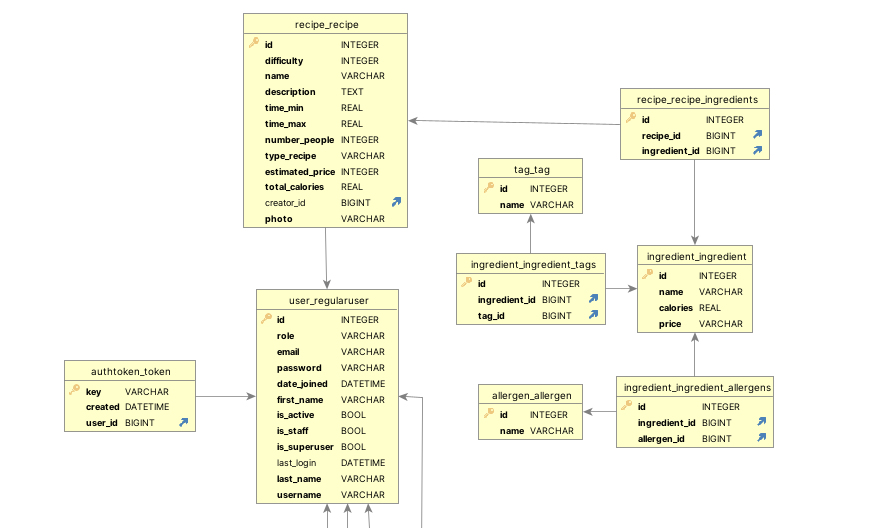 recipe_recipe
id INTEGER
difficulty INTEGER
name VARCHAR
description TEXT
time_min REAL
time_max REAL
number_people INTEGER
type_recipe VARCHAR
estimated_price INTEGER
total_calories REAL
creator_id BIGINT
photo VARCHAR
recipe_recipe_ingredients
id INTEGER
recipe_id BIGINT
ingredient_id BIGINT
tag_tag
id INTEGER
name VARCHAR
ingredient_ingredient_tags
id INTEGER
ingredient_id BIGINT
tag_id BIGINT
ingredient_ingredient
id INTEGER
name VARCHAR
calories REAL
price VARCHAR
user_regularuser
id INTEGER
role VARCHAR
email VARCHAR
password VARCHAR
date_joined DATETIME
first_name VARCHAR
is_active BOOL
is_staff BOOL
is_superuser BOOL
last_login DATETIME
last_name VARCHAR
username VARCHAR
authtoken_token
key VARCHAR
created DATETIME
user_id BIGINT
allergen_allergen
id INTEGER
name VARCHAR
ingredient_ingredient_allergens
id INTEGER
ingredient_id BIGINT
allergen_id BIGINT